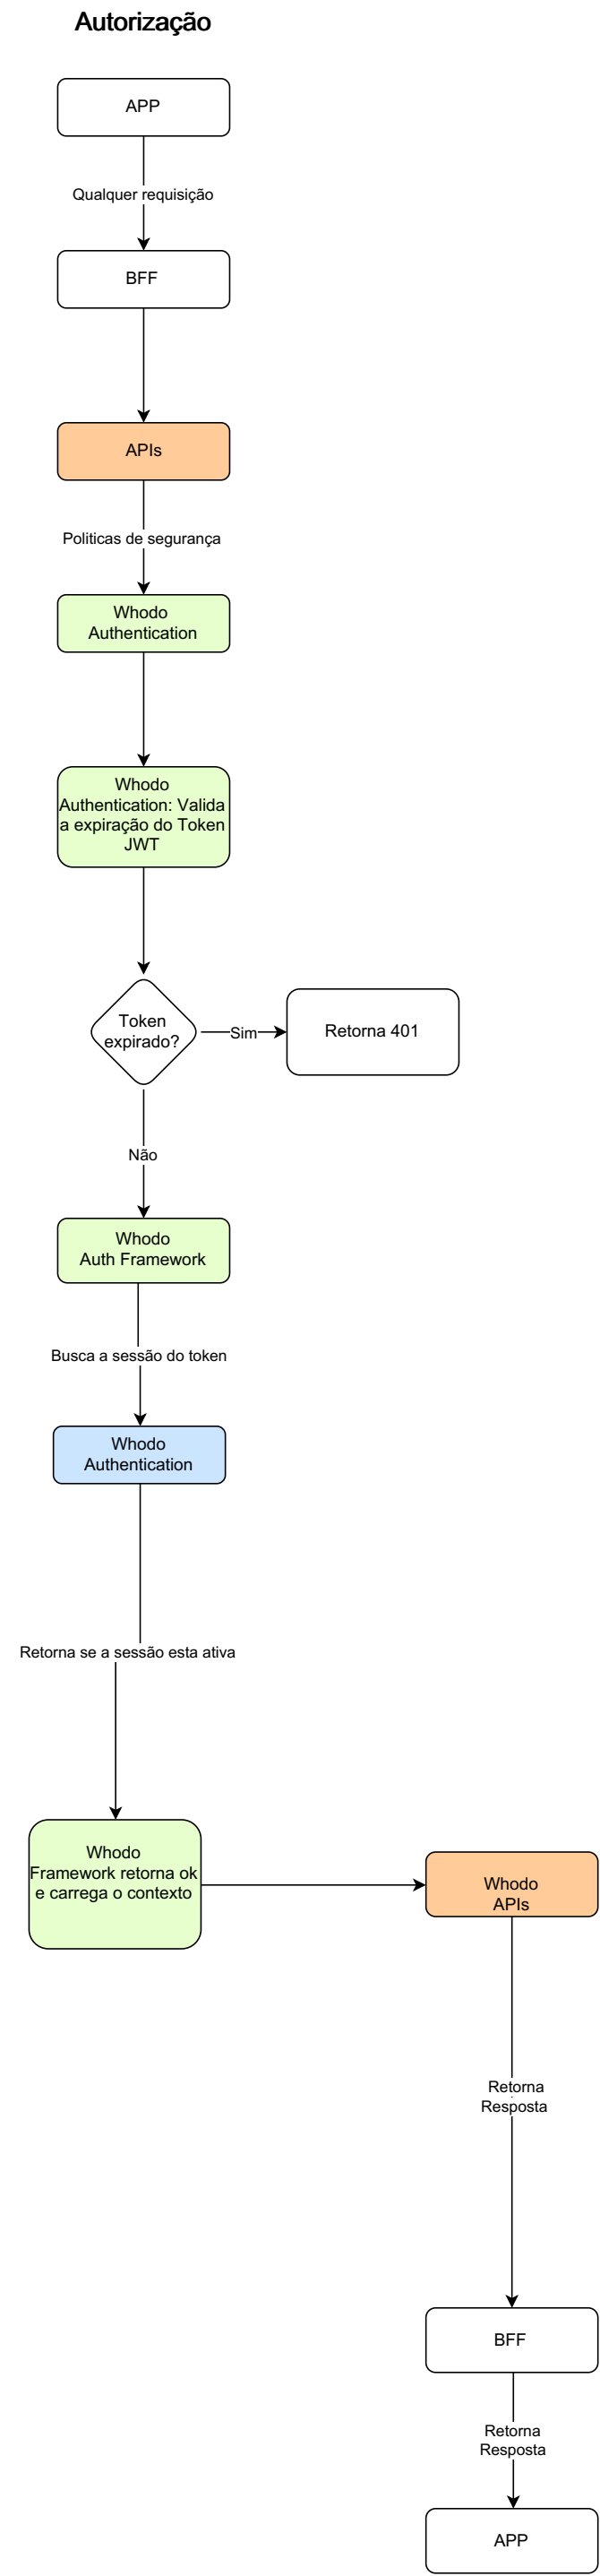 Autorização
APP
Qualquer requisição
BFF
APIs
Politicas de segurança
Whodo
Authentication
Whodo
Authentication: Valida
a expiração do Token
JWT
Token
expirado?
Sim
Retorna 401
Não
Whodo
Auth Framework
Busca a sessão do token
Whodo
Authentication
Retorna se a sessão esta ativa
Whodo
Framework retorna ok
e carrega o contexto
Whodo
APIs
Retorna
Resposta
BFF
Retorna
Resposta
APP